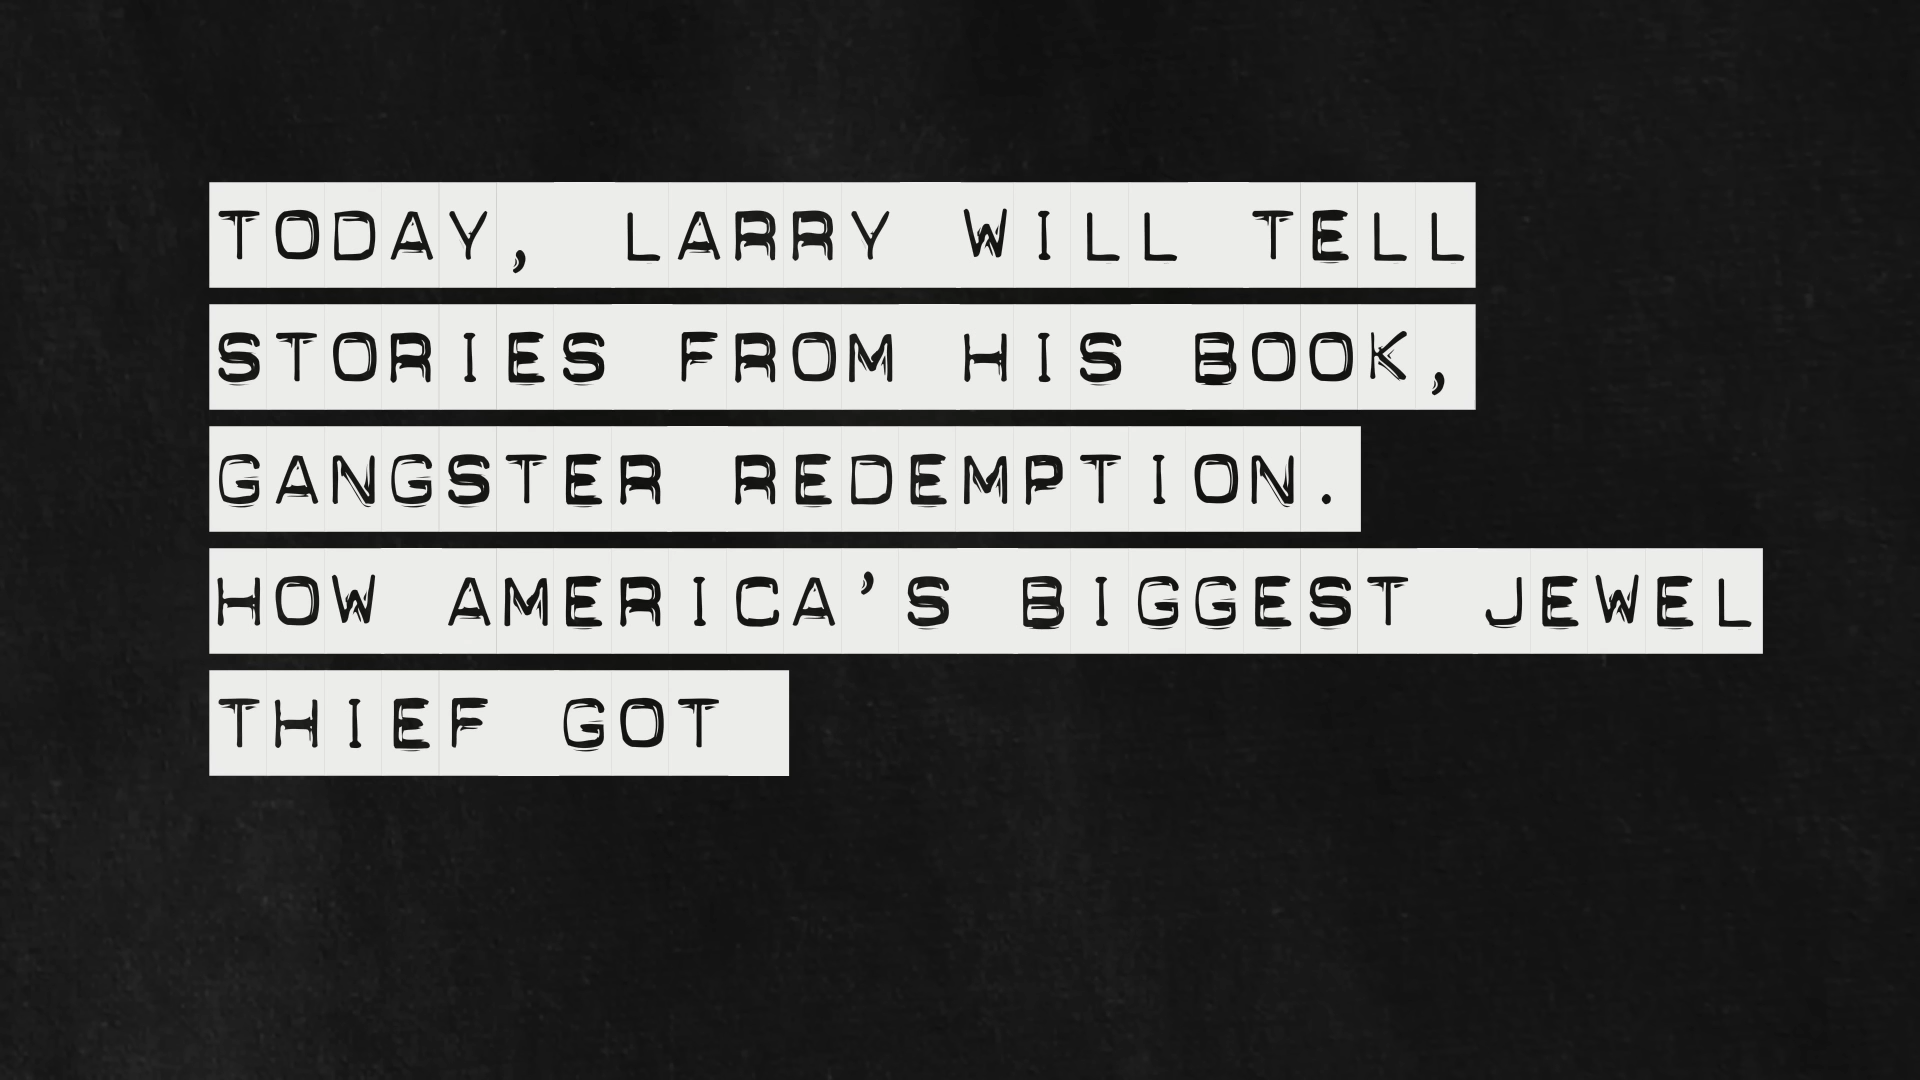 TODAY, LARRY WILL TELL
STORIES FROM HIS BOOK,
GANGSTER REDEMPTION.
HOW AMERICA’S BIGGEST JEWEL
THIEF GOT